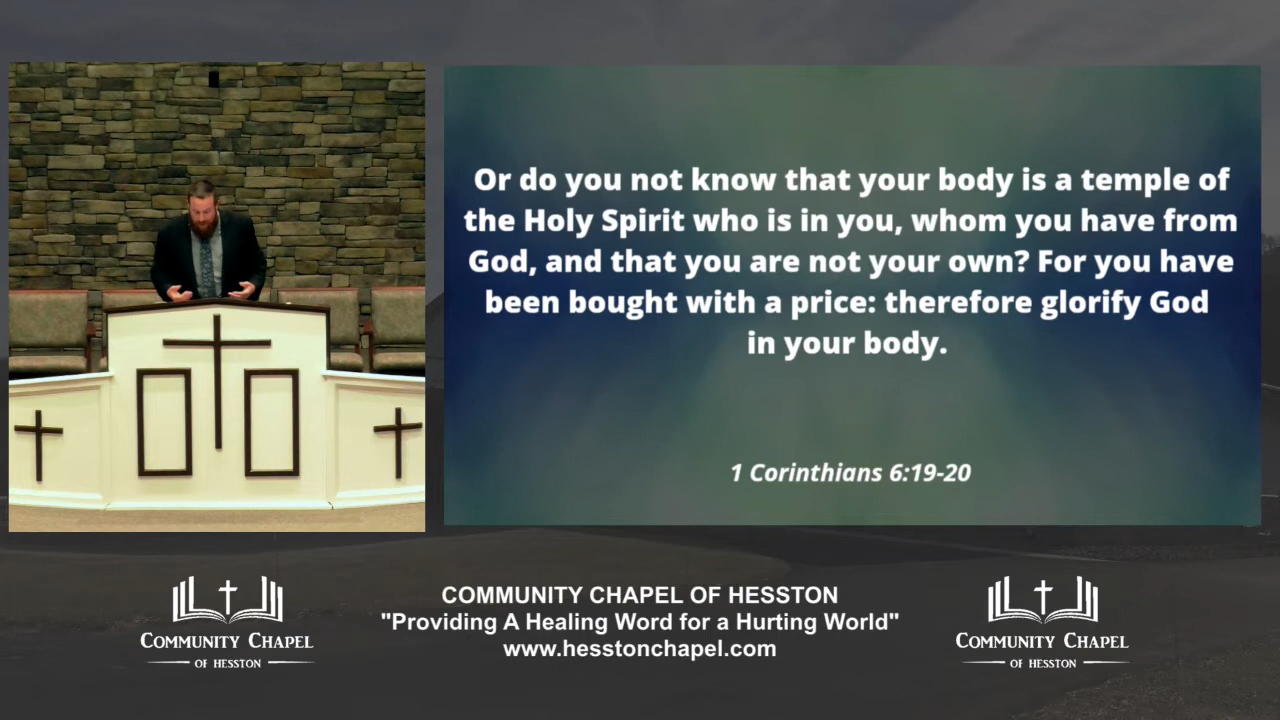 Or do you not know that your body is a temple of
the Holy Spirit who is in you, whom you have from
God, and that you are not your own? For you have
been bought with a price: therefore glorify God
in your body.
1 Corinthians 6:19-20
COMMUNITY CHAPEL
OF HESSTON
COMMUNITY CHAPEL OF HESSTON
"Providing A Healing Word for a Hurting World"
www.hesstonchapel.com
COMMUNITY CHAPEL
OF HESSTON